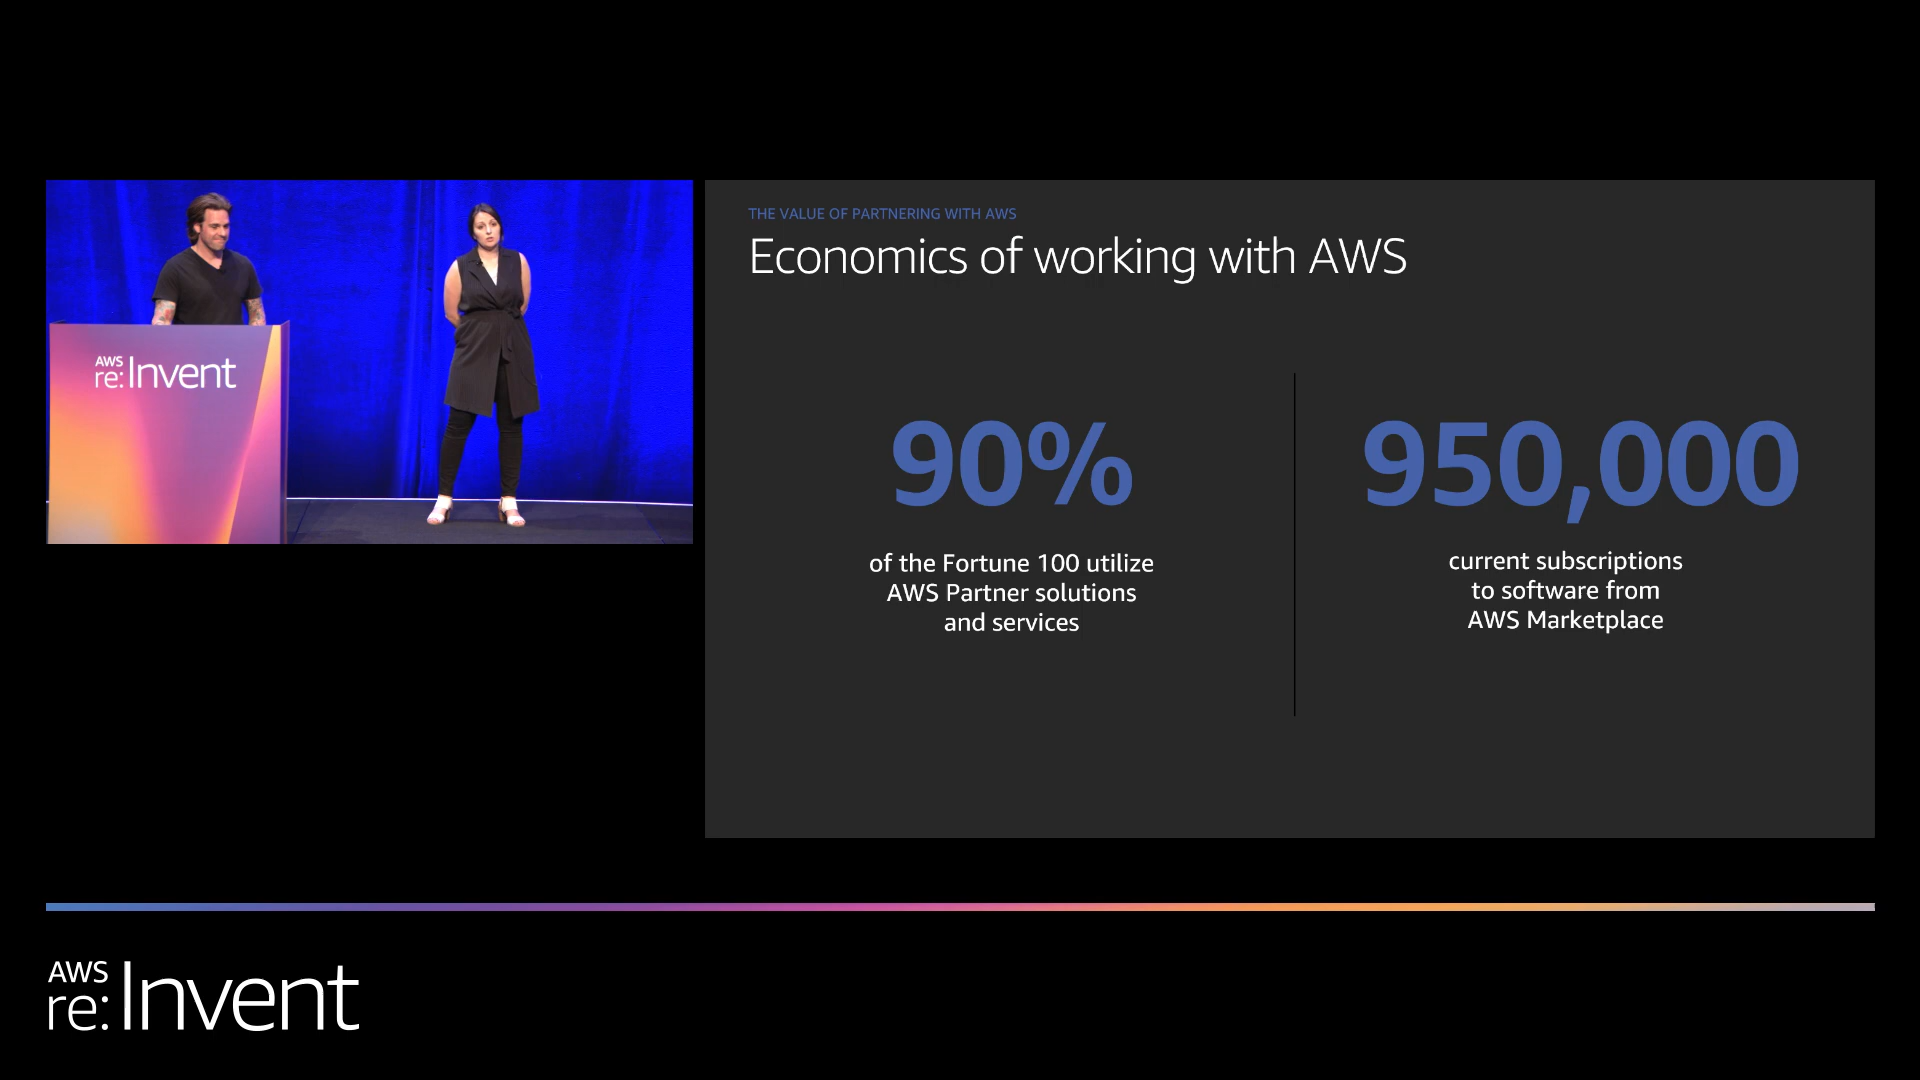 AWS
re:Invent
THE VALUE OF PARTNERING WITH AWS
Economics of working with AWS
90%
of the Fortune 100 utilize
AWS Partner solutions
and services
950,000
current subscriptions
to software from
AWS Marketplace
AWS
re:Invent